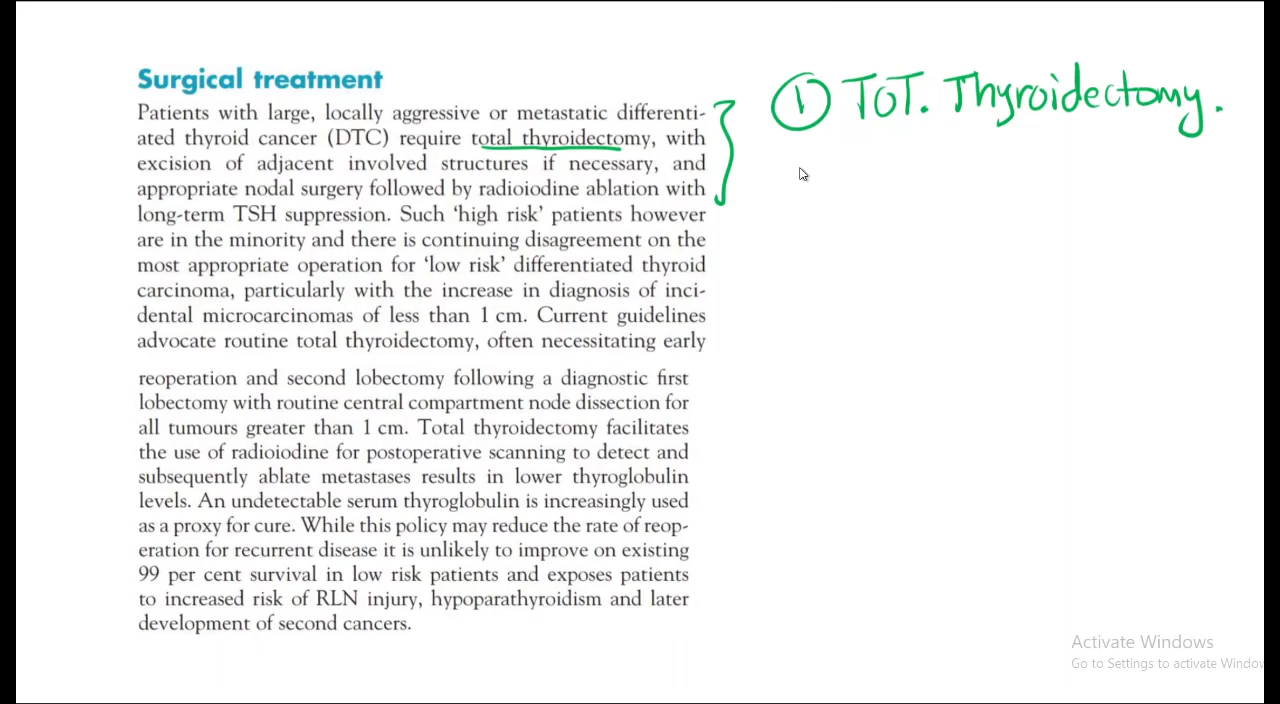 Surgical treatment
Patients with large, locally aggressive or metastatic differenti-
ated thyroid cancer (DTC) require total thyroidectomy, with
excision of adjacent involved structures if necessary, and
appropriate nodal surgery followed by radioiodine ablation with
long-term TSH suppression. Such ‘high risk’ patients however
are in the minority and there is continuing disagreement on the
most appropriate operation for ‘low risk’ differentiated thyroid
carcinoma, particularly with the increase in diagnosis of inci-
dental microcarcinomas of less than 1 cm. Current guidelines
advocate routine total thyroidectomy, often necessitating early
reoperation and second lobectomy following a diagnostic first
lobectomy with routine central compartment node dissection for
all tumours greater than 1 cm. Total thyroidectomy facilitates
the use of radioiodine for postoperative scanning to detect and
subsequently ablate metastases results in lower thyroglobulin
levels. An undetectable serum thyroglobulin is increasingly used
as a proxy for cure. While this policy may reduce the rate of reop-
eration for recurrent disease it is unlikely to improve on existing
99 per cent survival in low risk patients and exposes patients
to increased risk of RLN injury, hypoparathyroidism and later
development of second cancers.
① TOT. Thyroidectomy.
Activate Windows
Go to Settings to activate Window